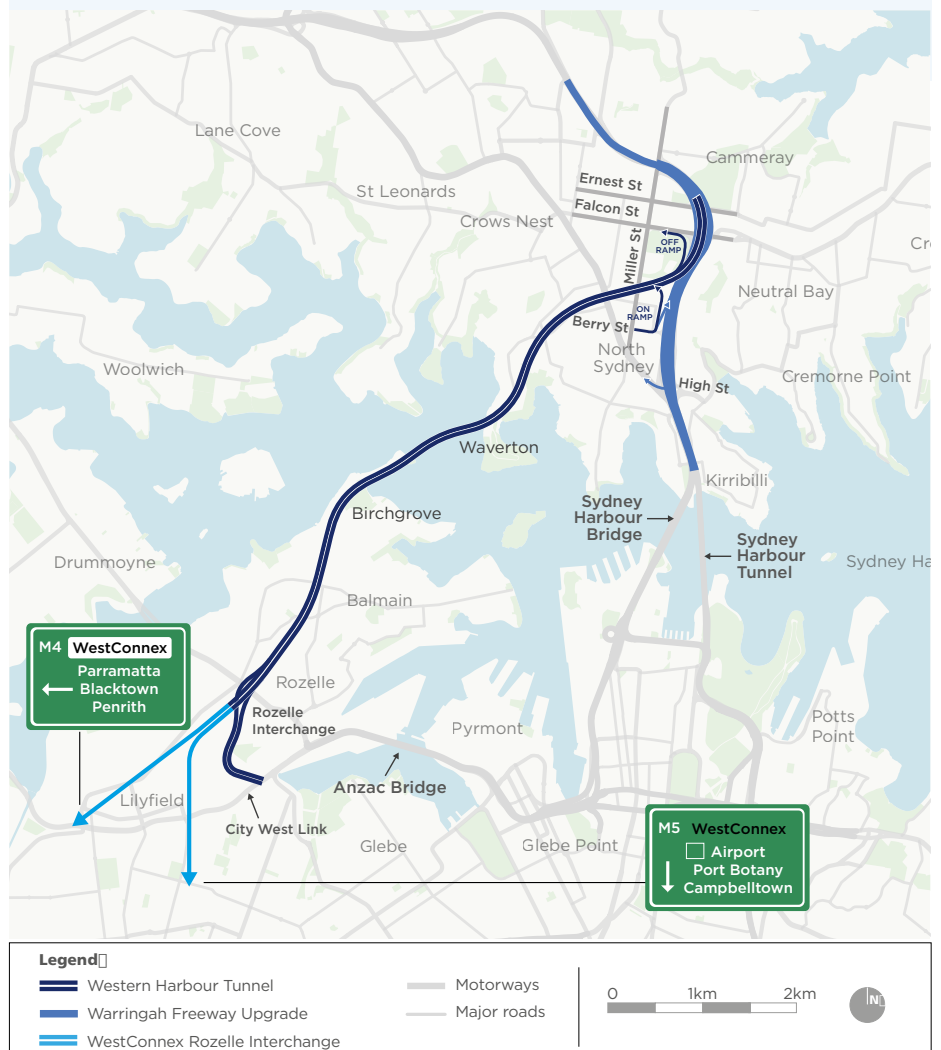 Lane Cove
Cammeray
Ernest St
St Leonards
Falcon St
Crows Nest
Miller St
OFF
RAMP
Cro
Neutral Bay
ON
RAMP
Berry St
North
Sydney
Woolwich
High St
Cremorne Point
Waverton
Kirribilli
Sydney
Harbour
Bridge
Birchgrove
Sydney
Harbour
Tunnel
Drummoyne
Sydney Ha
Balmain
M4 WestConnex
Parramatta
Blacktown
Penrith
Rozelle
Rozelle
Interchange
Pyrmont
Potts
Point
Anzac Bridge
Lilyfield
City West Link
Glebe
Glebe Point
M5 WestConnex
Airport
Port Botany
Campbelltown
Legend
Western Harbour Tunnel
Warringah Freeway Upgrade
WestConnex Rozelle Interchange
Motorways
Major roads
0 1km 2km
N